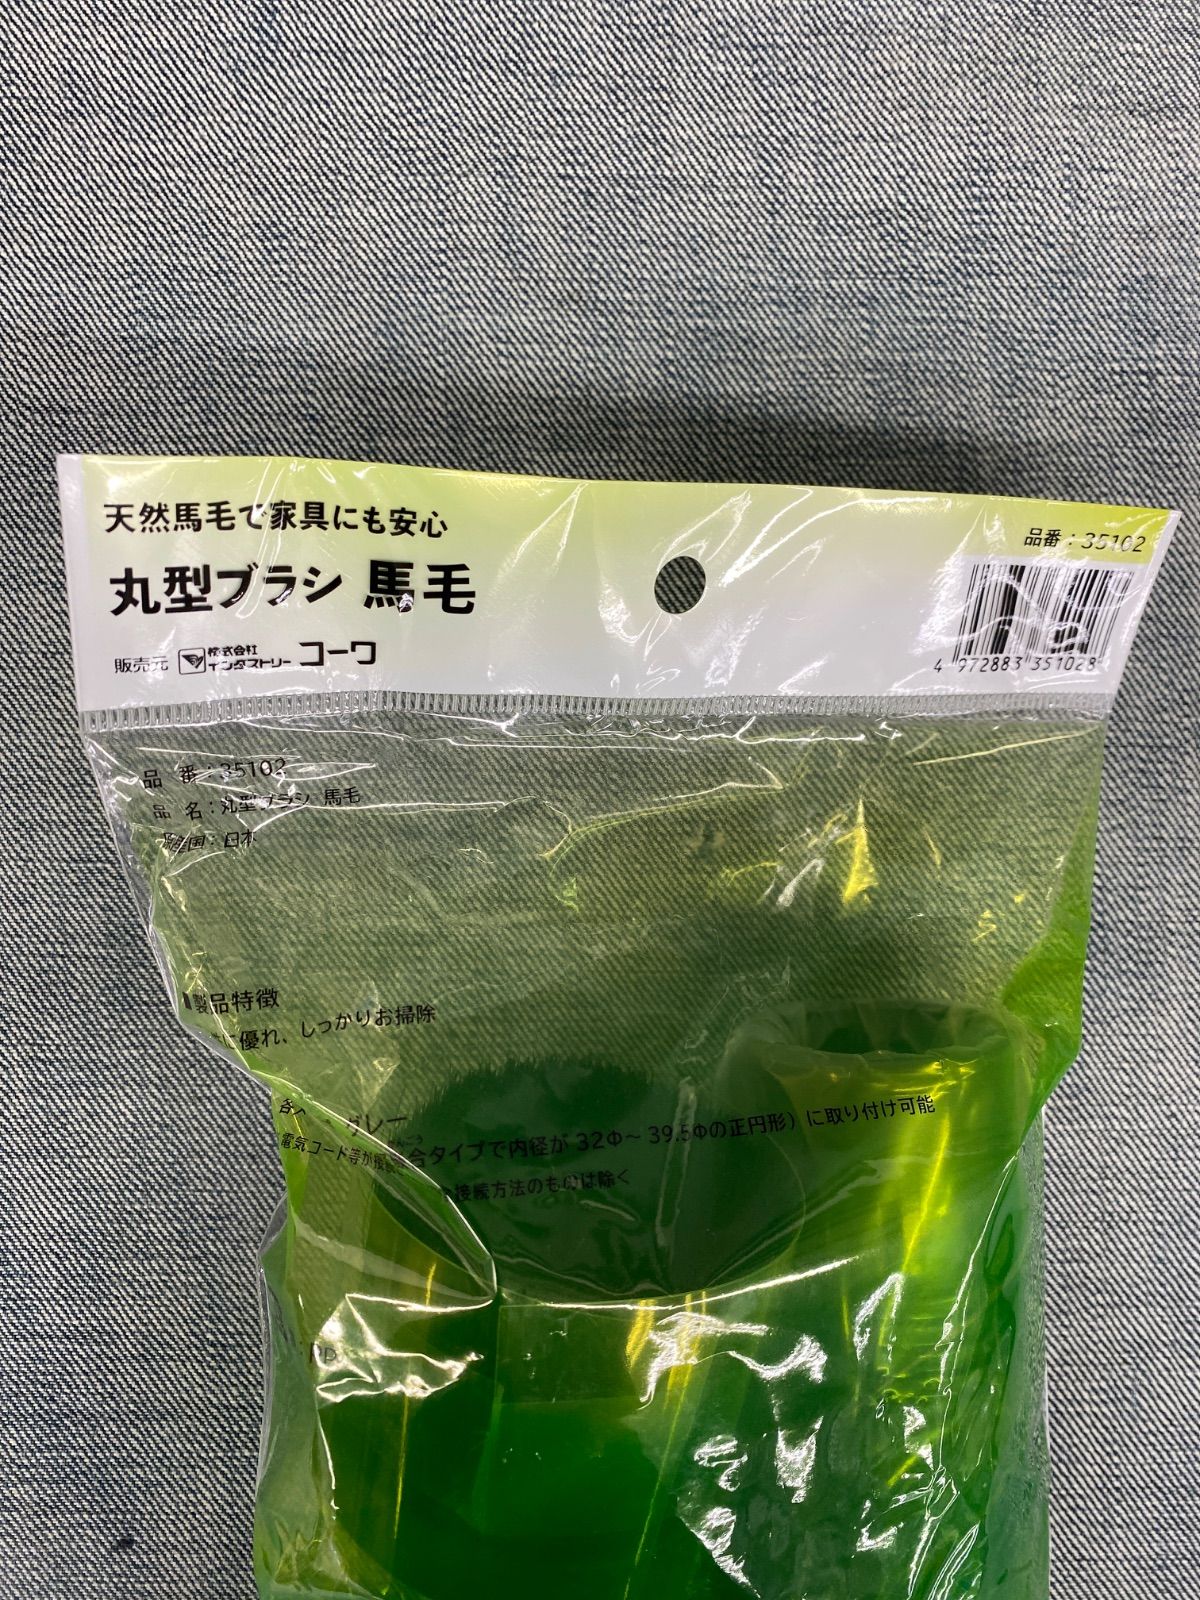 天然馬毛で家具にも安心
品番：35102
丸型ブラシ 馬毛
販売元 株式会社 インダストリー コーワ
4 972883 351028
品 番：35102
品 名：丸型ブラシ 馬毛
原産国：日本
■製品特徴
に優れ、しっかりお掃除
グレー
合タイプで内径が 32Φ～ 39.5Φの正円形）に取り付け可能
電気コード等が接
接続方法のものは除く
PP